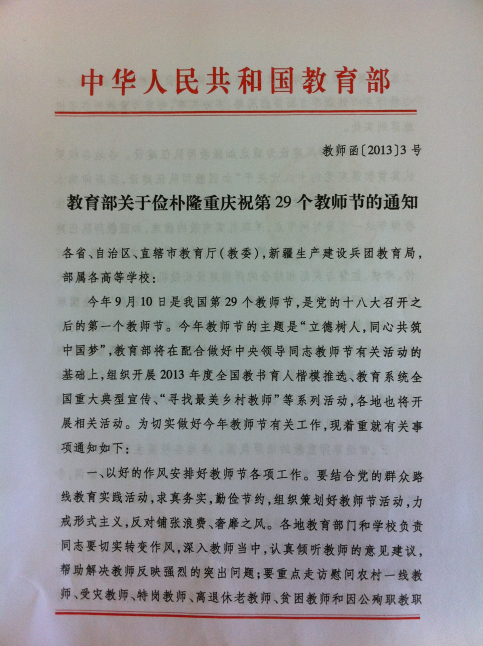 中华人民共和国教育部
教师函[2013]3号
教育部关于俭朴隆重庆祝第29个教师节的通知
各省、自治区、直辖市教育厅(教委),新疆生产建设兵团教育局,
部属各高等学校:
今年9月10日是我国第29个教师节,是党的十八大召开之
后的第一个教师节。今年教师节的主题是“立德树人,同心共筑
中国梦”,教育部将在配合做好中央领导同志教师节有关活动的
基础上,组织开展2013年度全国教书育人楷模推选、教育系统全
国重大典型宣传、“寻找最美乡村教师”等系列活动,各地也将开
展相关活动。为切实做好今年教师节有关工作,现着重就有关事
项通知如下:
一、以好的作风安排好教师节各项工作。要结合党的群众路
线教育实践活动,求真务实,勤俭节约,组织策划好教师节活动,力
戒形式主义,反对铺张浪费、奢靡之风。各地教育部门和学校负责
同志要切实转变作风,深入教师当中,认真倾听教师的意见建议,
帮助解决教师反映强烈的突出问题;要重点走访慰问农村一线教
师、受灾教师、特岗教师、离退休老教师、贫困教师和因公殉职教职